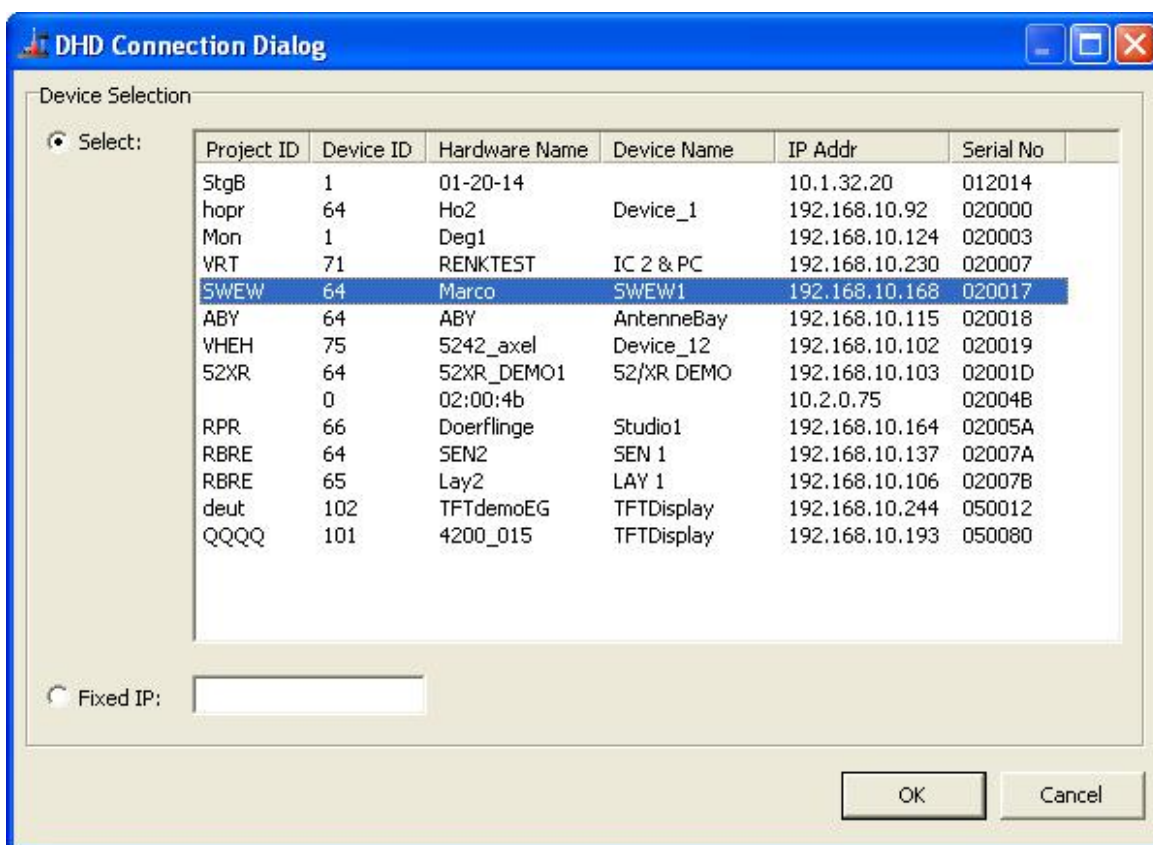 DHD Connection Dialog
Device Selection
Select:
Project ID Device ID Hardware Name Device Name IP Addr Serial No
StgB 1 01-20-14 10.1.32.20 012014
hopr 64 Ho2 Device_1 192.168.10.92 020000
Mon 1 Deg1 192.168.10.124 020003
VRT 71 RENKTEST IC 2 & PC 192.168.10.230 020007
SWEW 64 Marco SWEW1 192.168.10.168 020017
ABY 64 ABY AntenneBay 192.168.10.115 020018
VHEH 75 5242_axel Device_12 192.168.10.102 020019
52XR 64 52XR_DEMO1 52/XR DEMO 192.168.10.103 02001D
0 02:00:4b 10.2.0.75 02004B
RPR 66 Doerflinge Studio1 192.168.10.164 02005A
RBRE 64 SEN2 SEN 1 192.168.10.137 02007A
RBRE 65 Lay2 LAY 1 192.168.10.106 02007B
deut 102 TFTdemoEG TFTDisplay 192.168.10.244 050012
QQQQ 101 4200_015 TFTDisplay 192.168.10.193 050080
Fixed IP:
OK Cancel